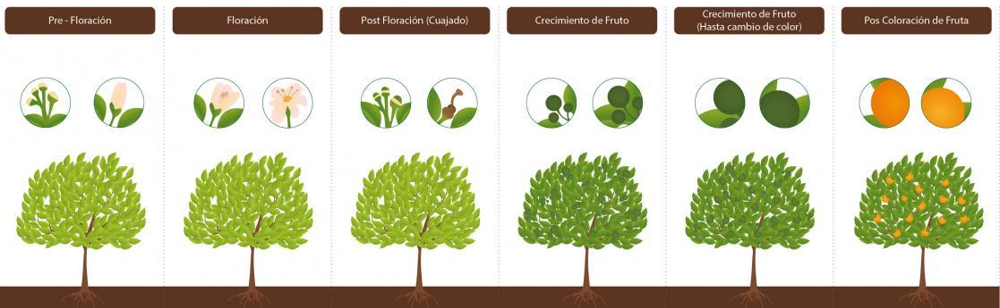 Pre - Floración
Floración
Post Floración (Cuajado)
Crecimiento de Fruto
Crecimiento de Fruto
(Hasta cambio de color)
Pos Coloración de Fruta